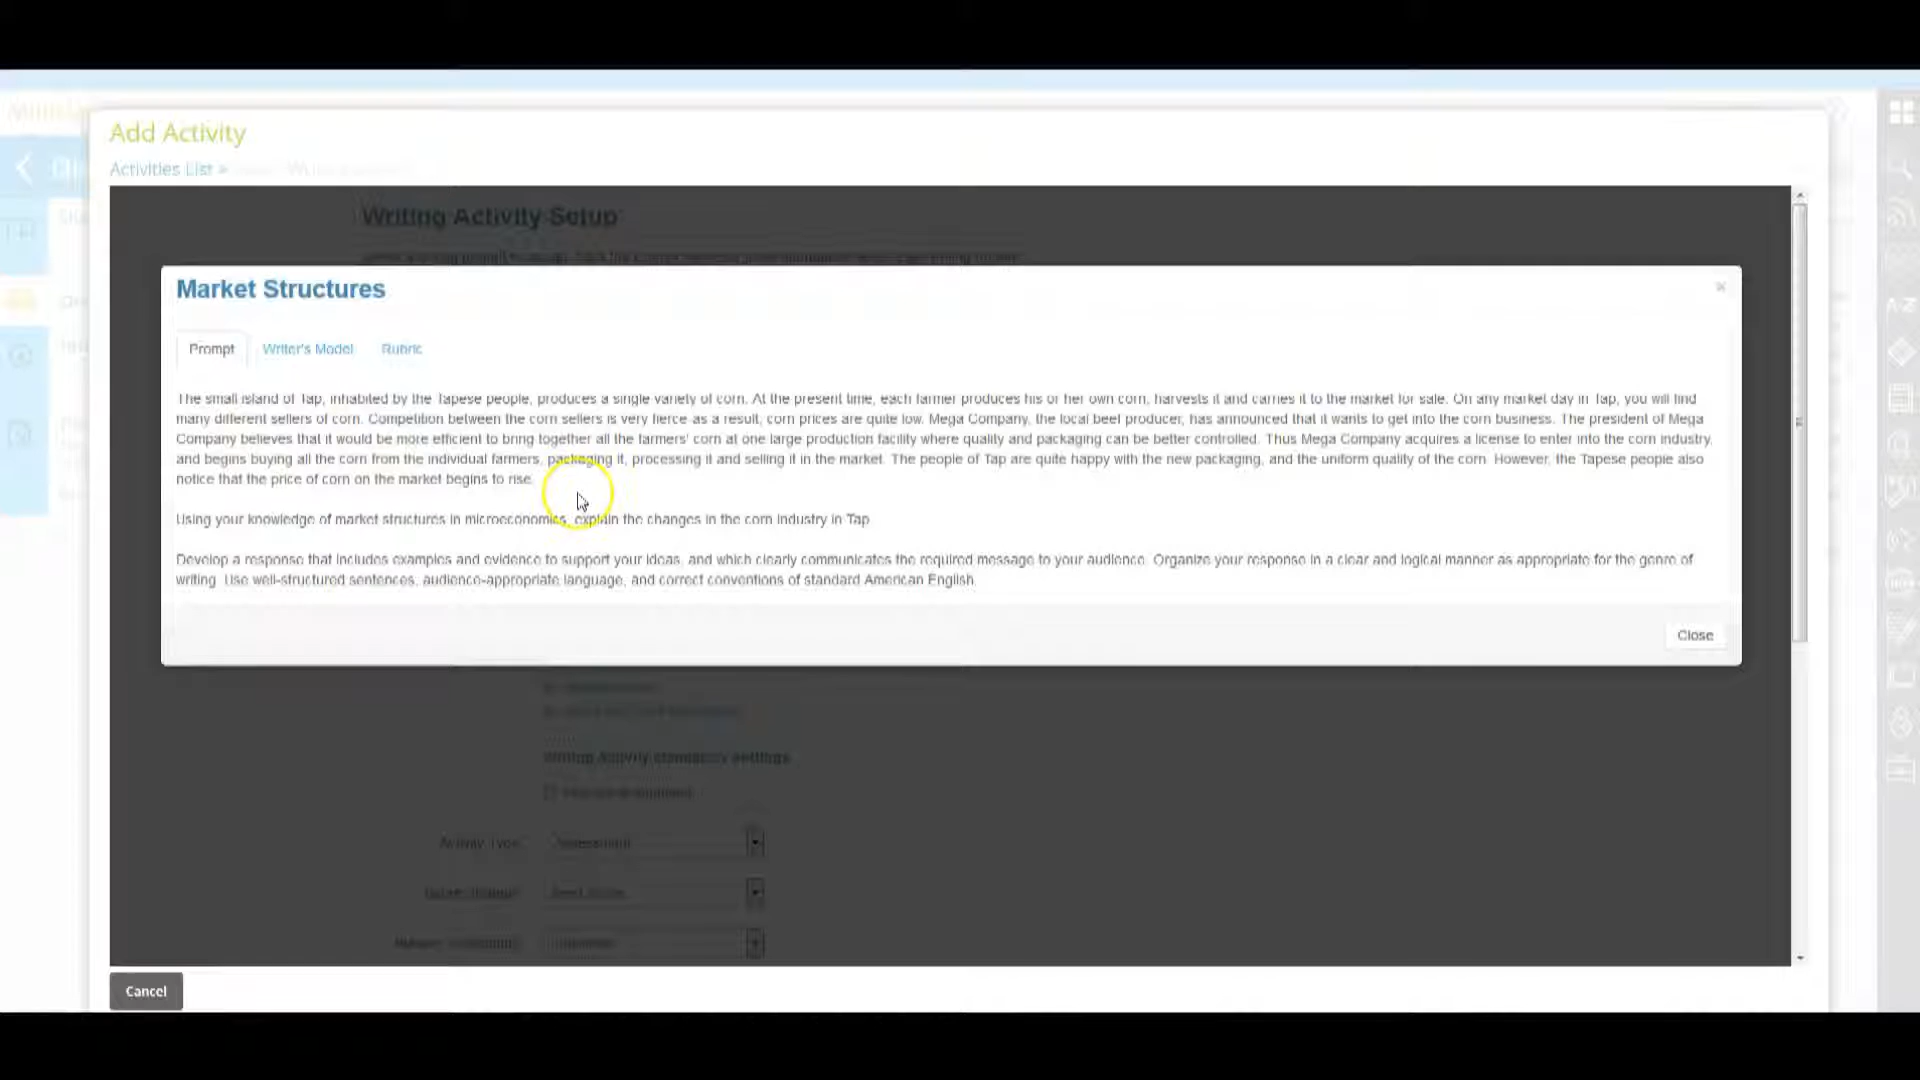 Add Activity
Activities List »
Writing Activity Setup
Market Structures
×
Prompt
Writer's Model
Rubric
The small island of Tap, inhabited by the Tapese people, produces a single variety of corn. At the present time, each farmer produces his or her own corn, harvests it and carries it to the market for sale. On any market day in Tap, you will find
many different sellers of corn. Competition between the corn sellers is very fierce as a result, corn prices are quite low. Mega Company, the local beef producer, has announced that it wants to get into the corn business. The president of Mega
Company believes that it would be more efficient to bring together all the farmers' corn at one large production facility where quality and packaging can be better controlled. Thus Mega Company acquires a license to enter into the corn industry,
and begins buying all the corn from the individual farmers, packaging it, processing it and selling it in the market. The people of Tap are quite happy with the new packaging, and the uniform quality of the corn. However, the Tapese people also
notice that the price of corn on the market begins to rise.
Using your knowledge of market structures in microeconomics, explain the changes in the corn industry in Tap
Develop a response that includes examples and evidence to support your ideas, and which clearly communicates the required message to your audience. Organize your response in a clear and logical manner as appropriate for the genre of
writing. Use well-structured sentences, audience-appropriate language, and correct conventions of standard American English.
Close
Activity Type
Assessment
Cancel